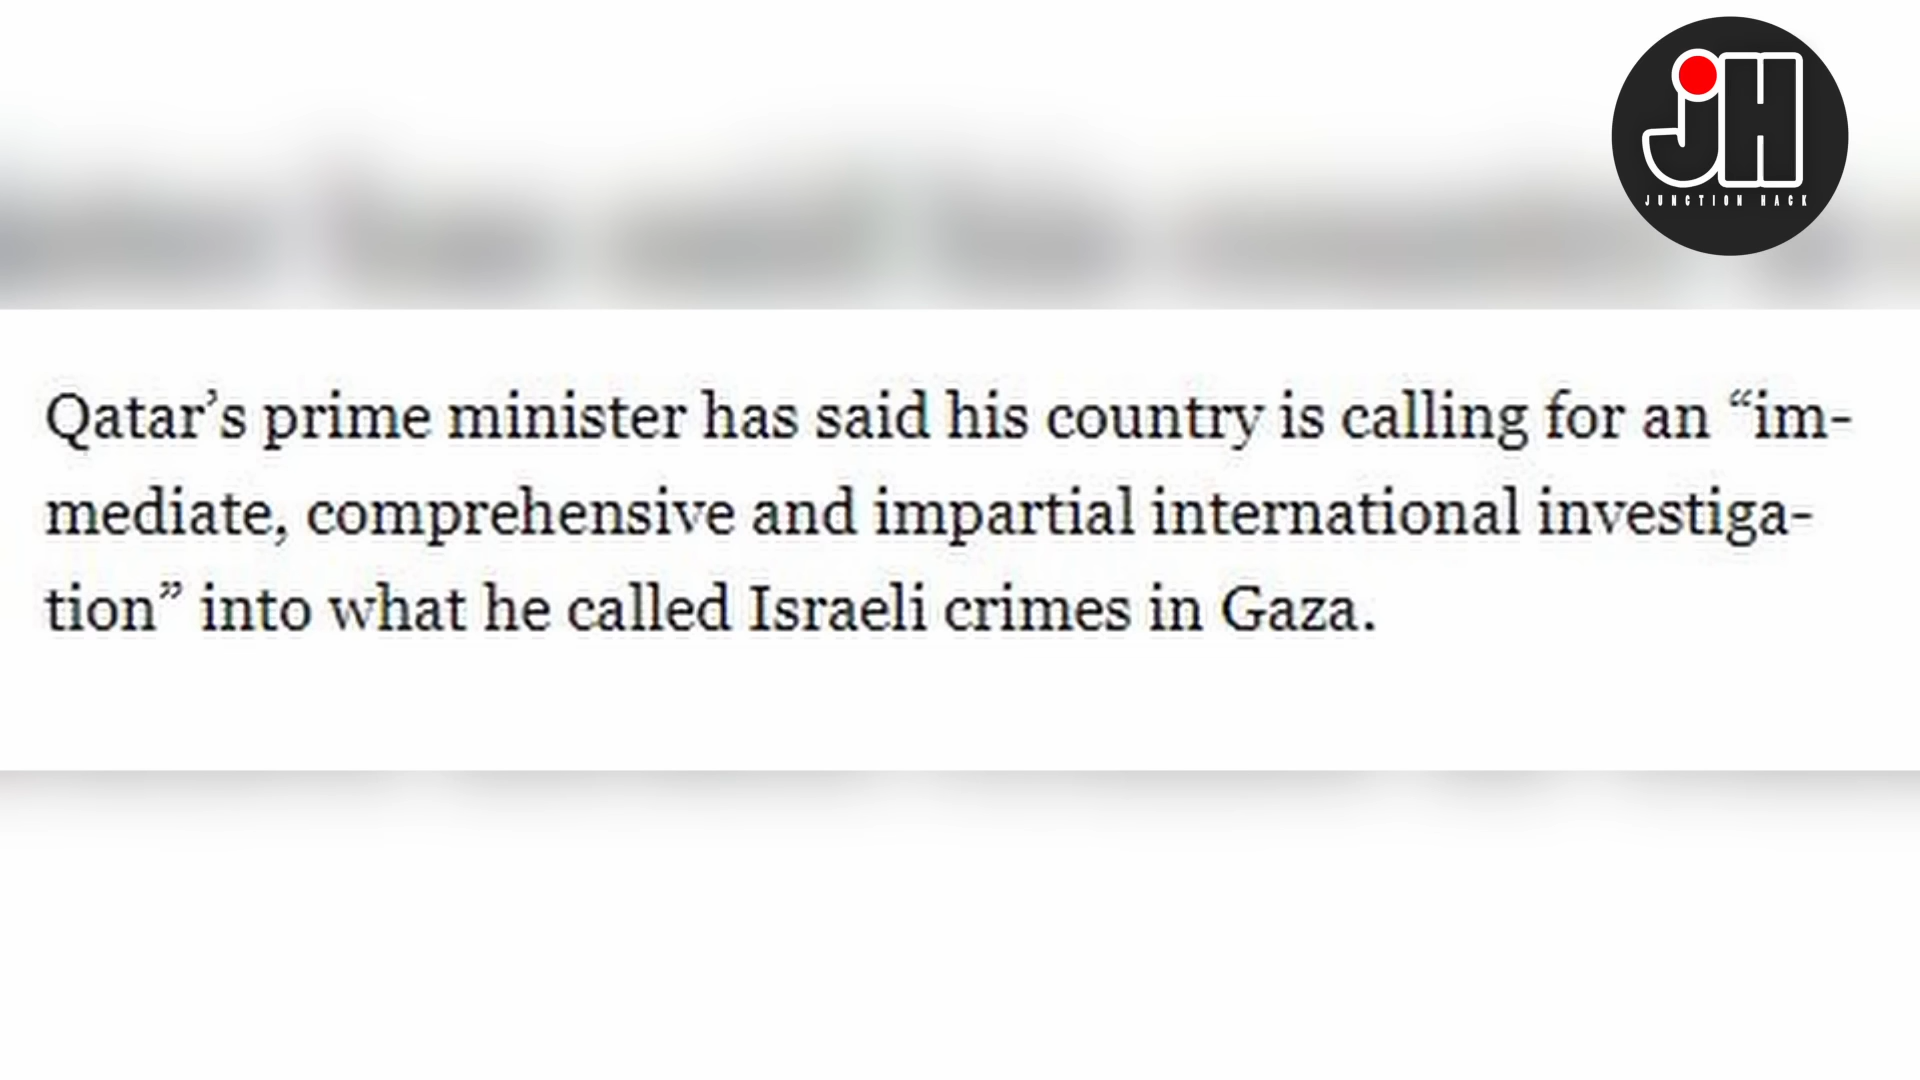 jH
JUNCTION HACK
Qatar’s prime minister has said his country is calling for an “im-
mediate, comprehensive and impartial international investiga-
tion” into what he called Israeli crimes in Gaza.